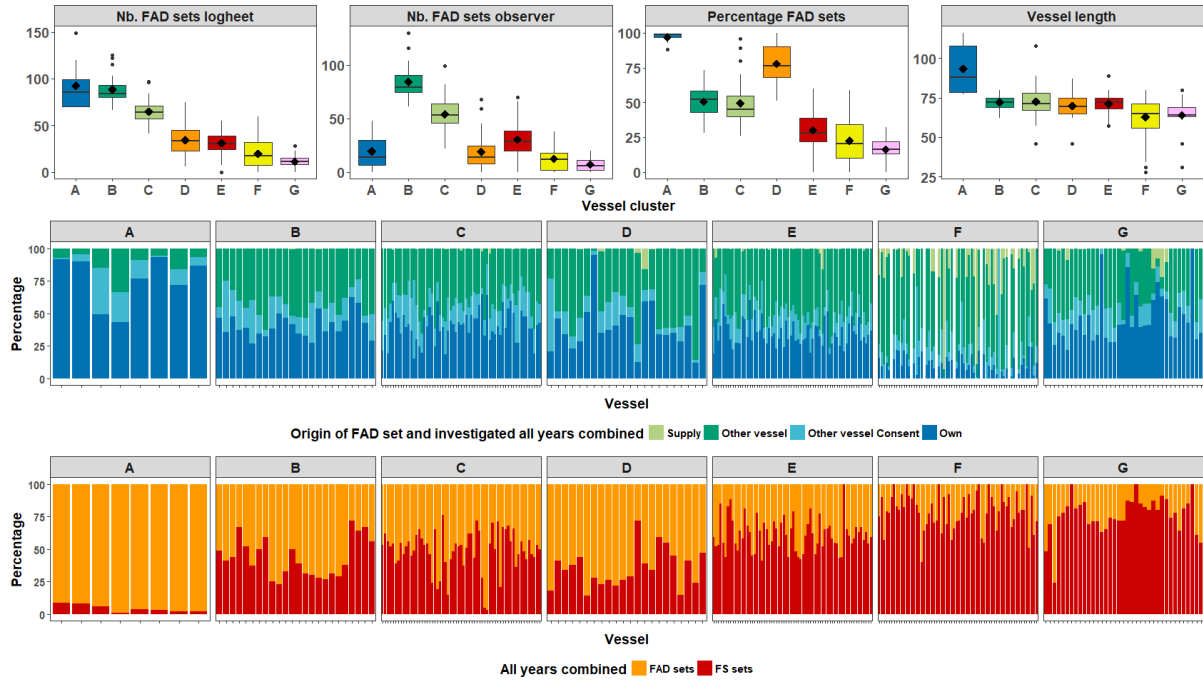 Nb. FAD sets logheet
Nb. FAD sets observer
Percentage FAD sets
Vessel length
150
100
50
0
100
50
0
100
75
50
25
0
100
75
50
25
A B C D E F G
A B C D E F G
A B C D E F G
A B C D E F G
Vessel cluster
A B C D E F G
Percentage
100
75
50
25
0
Vessel
Origin of FAD set and investigated all years combined Supply Other vessel Other vessel Consent Own
A B C D E F G
Percentage
100
75
50
25
0
Vessel
All years combined FAD sets FS sets